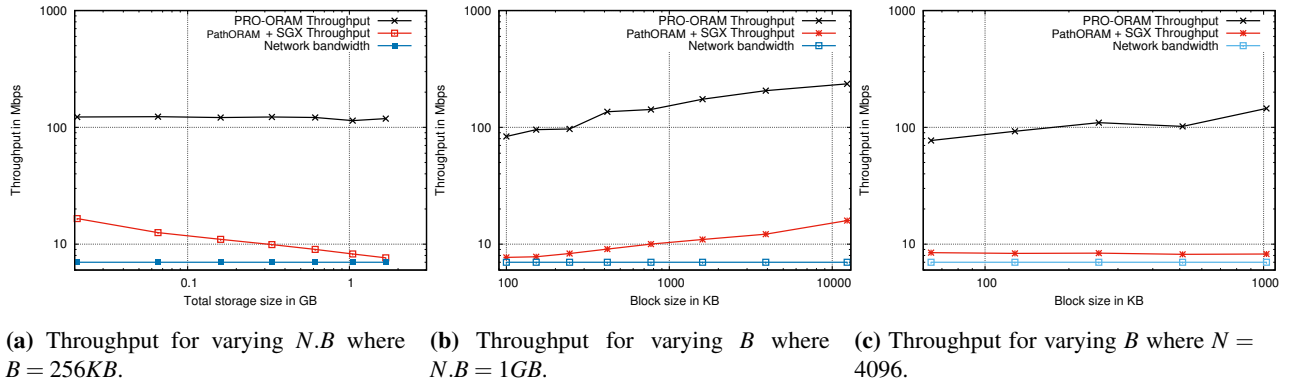 1000
100
10
Throughput in Mbps
0.1
1
Total storage size in GB
PRO-ORAM Throughput
PathORAM + SGX Throughput
Network bandwidth
1000
100
10
Throughput in Mbps
100
1000
10000
Block size in KB
PRO-ORAM Throughput
PathORAM + SGX Throughput
Network bandwidth
1000
100
10
Throughput in Mbps
100
1000
Block size in KB
PRO-ORAM Throughput
PathORAM + SGX Throughput
Network bandwidth
(a) Throughput for varying N.B where
B = 256KB.
(b) Throughput for varying B where
N.B = 1GB.
(c) Throughput for varying B where N =
4096.